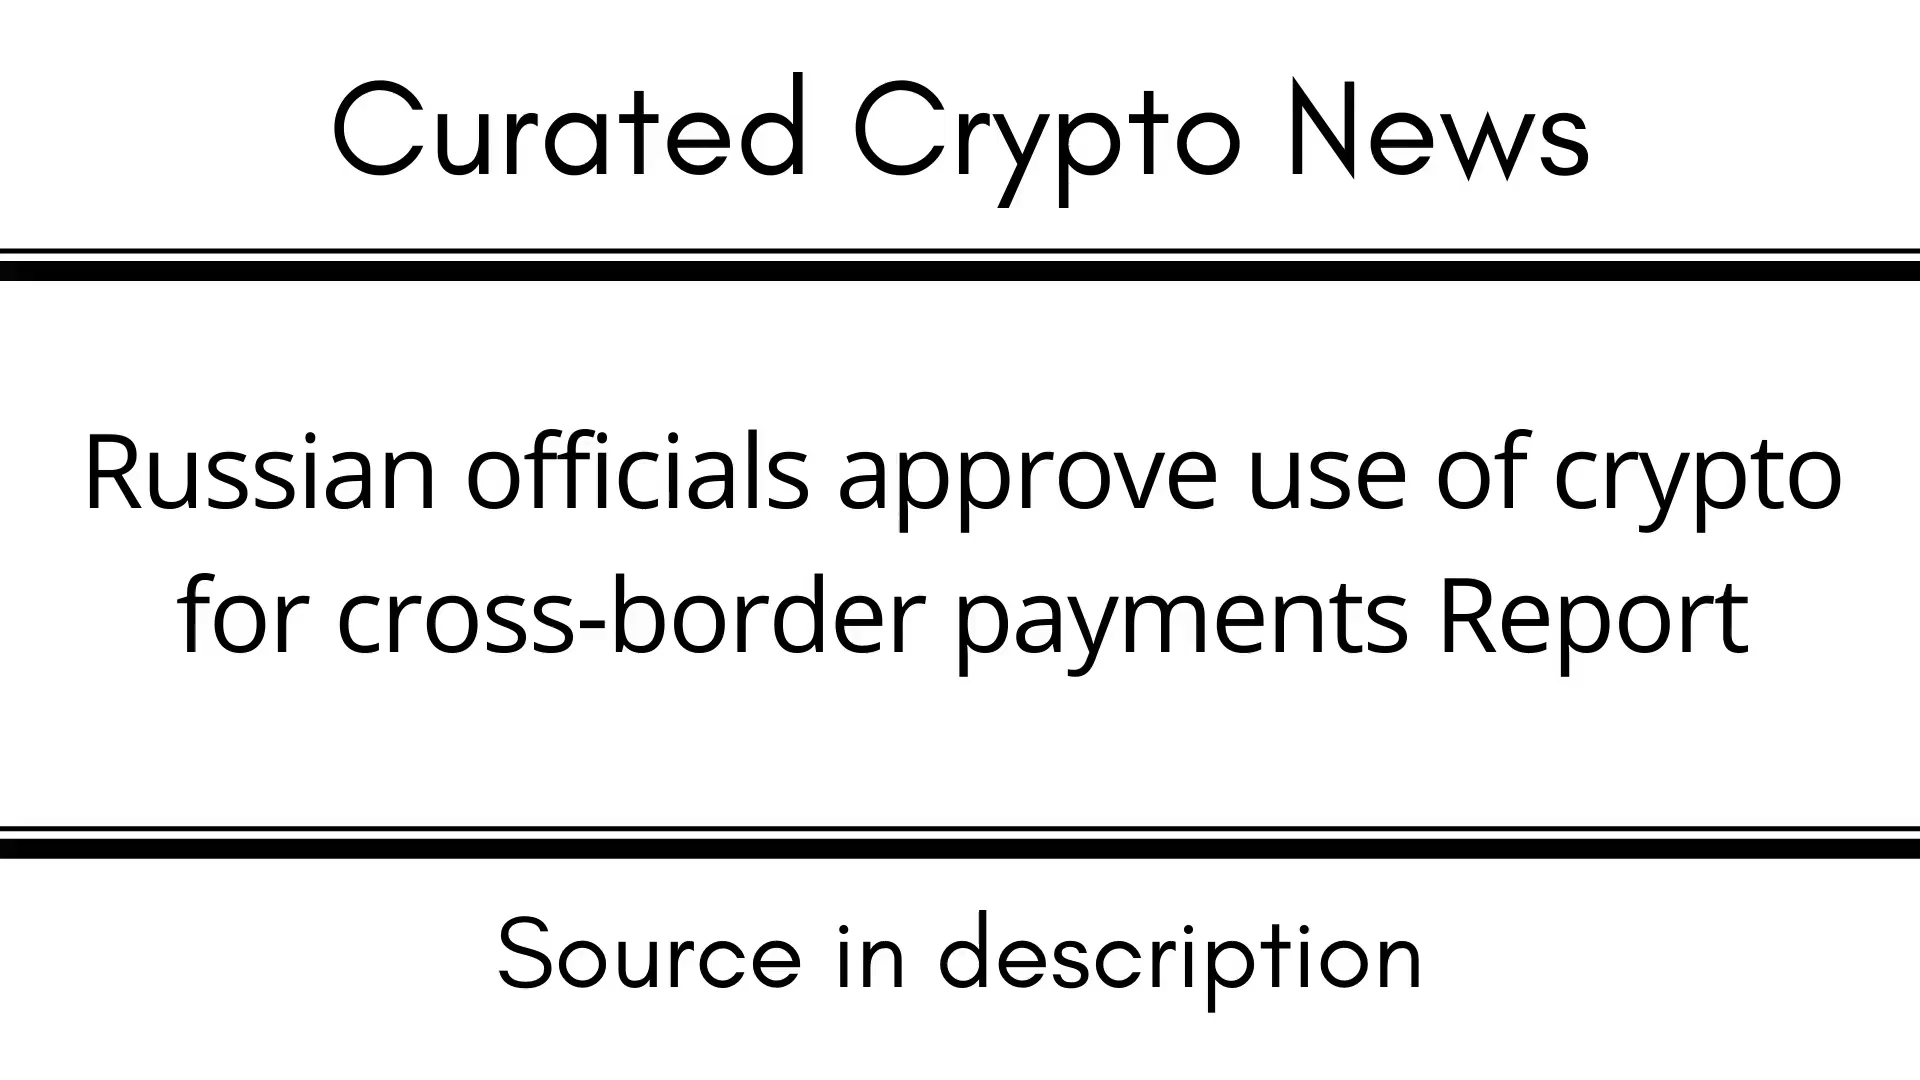 Curated Crypto News
Russian officials approve use of crypto
for cross-border payments Report
Source in description